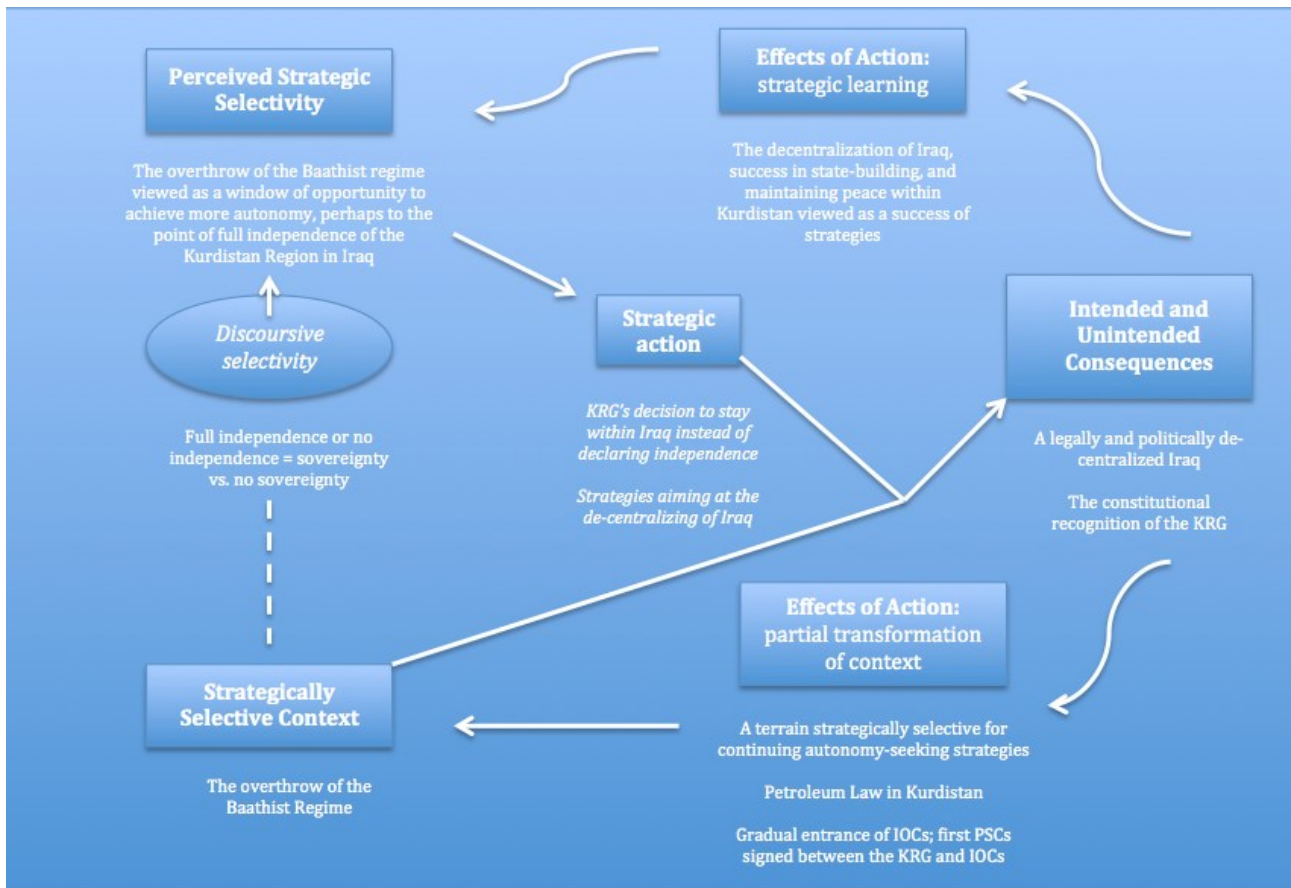 Perceived Strategic
Selectivity
The overthrow of the Baathist regime
viewed as a window of opportunity to
achieve more autonomy, perhaps to the
point of full independence of the
Kurdistan Region in Iraq
Discoursive
selectivity
Full independence or no
independence = sovereignty
vs. no sovereignty
Strategically
Selective Context
The overthrow of the
Baathist Regime
Strategic
action
KRG's decision to stay
within Iraq instead of
declaring independence
Strategies aiming at the
de-centralizing of Iraq
Effects of Action:
strategic learning
The decentralization of Iraq,
success in state-building, and
maintaining peace within
Kurdistan viewed as a success of
strategies
Intended and
Unintended
Consequences
A legally and politically de-
centralized Iraq
The constitutional
recognition of the KRG
Effects of Action:
partial transformation
of context
A terrain strategically selective for
continuing autonomy-seeking strategies
Petroleum Law in Kurdistan
Gradual entrance of IOCs; first PSCs
signed between the KRG and IOCs